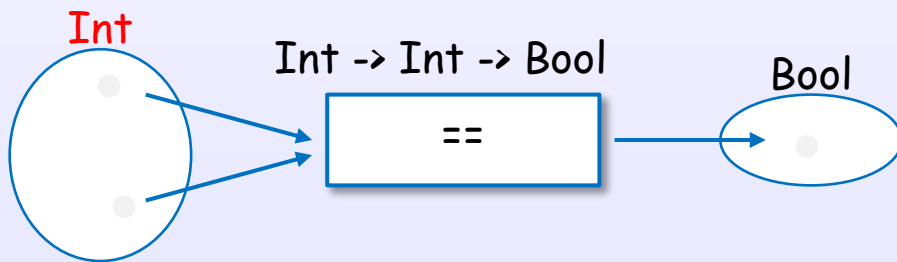 Int
Int -> Int -> Bool
Bool
==